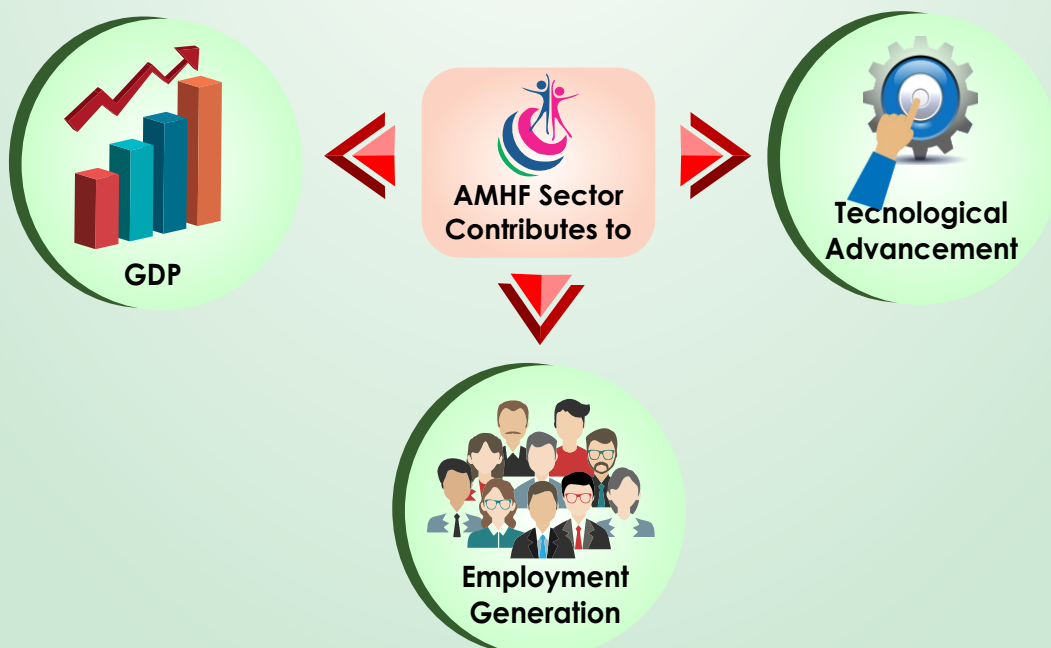 AMHF Sector
Contributes to
GDP
Tecnological
Advancement
Employment
Generation